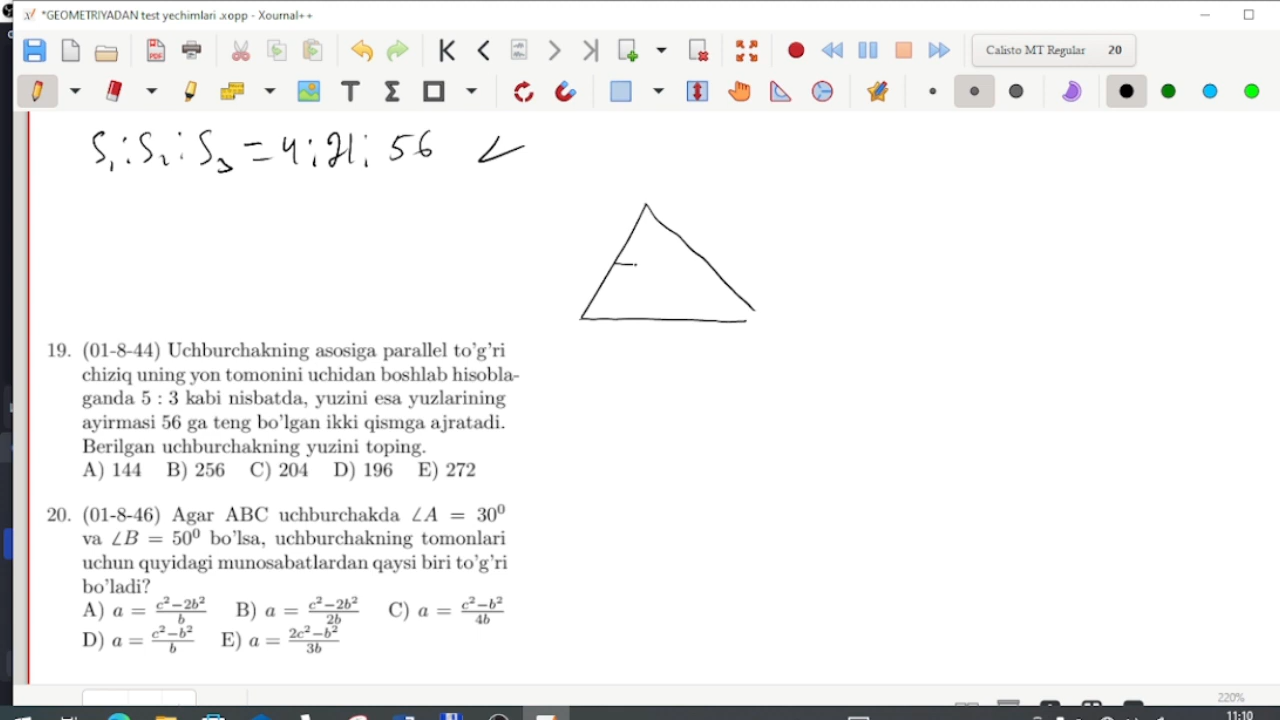 *GEOMETRIYADAN test yechimlari .xopp - Xournal++
Calisto MT Regular 20
S₁:S₂:S₃=4:21:56
19. (01-8-44) Uchburchakning asosiga parallel to'g'ri
chiziq uning yon tomonini uchidan boshlab hisobla-
ganda 5 : 3 kabi nisbatda, yuzini esa yuzlarining
ayirmasi 56 ga teng bo'lgan ikki qismga ajratadi.
Berilgan uchburchakning yuzini toping.
A) 144 B) 256 C) 204 D) 196 E) 272
20. (01-8-46) Agar ABC uchburchakda ∠A = 30⁰
va ∠B = 50⁰ bo'lsa, uchburchakning tomonlari
uchun quyidagi munosabatlardan qaysi biri to'g'ri
bo'ladi?
A) a = (c²−2b²)/b B) a = (c²−2b²)/2b C) a = (c²−b²)/4b
D) a = (c²−b²)/b E) a = (2c²−b²)/3b
220%
11:10